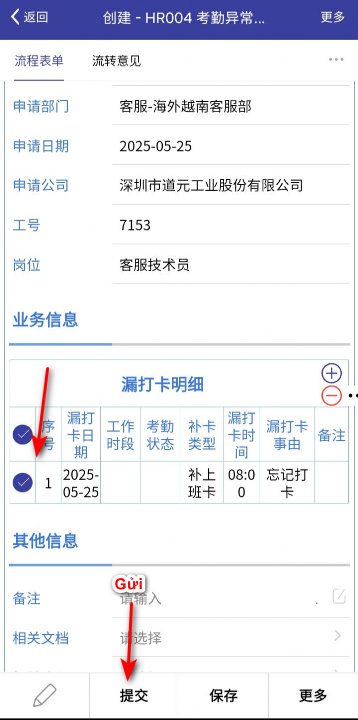 返回
创建 - HR004 考勤异常...
更多
流程表单
流转意见
申请部门
客服-海外越南客服部
申请日期
2025-05-25
申请公司
深圳市道元工业股份有限公司
工号
7153
岗位
客服技术员
业务信息
漏打卡明细
序号
漏打卡日期
工作时段
考勤状态
补卡类型
漏打卡时间
漏打卡事由
备注
1
2025-05-25
补上班卡
08:00
忘记打卡
其他信息
Gửi
备注
请输入
相关文档
请选择
提交
保存
更多